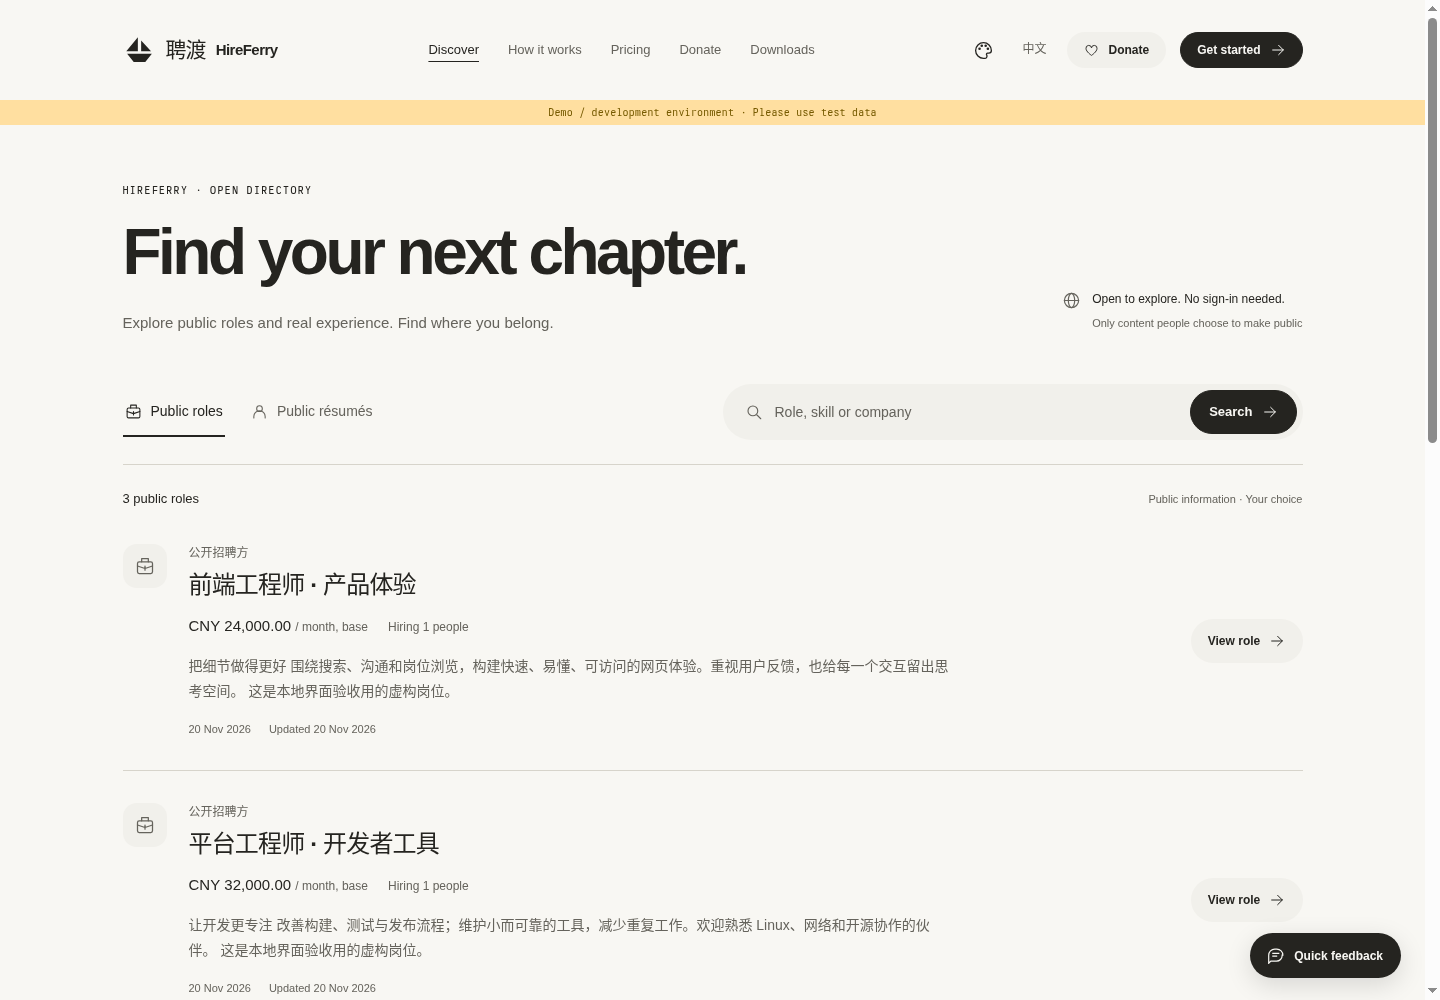 聘渡 HireFerry
Discover How it works Pricing Donate Downloads
中文
Donate
Get started
Demo / development environment · Please use test data
HIREFERRY · OPEN DIRECTORY
Find your next chapter.
Explore public roles and real experience. Find where you belong.
Open to explore. No sign-in needed.
Only content people choose to make public
Public roles
Public résumés
Role, skill or company
Search
3 public roles
Public information · Your choice
公开招聘方
前端工程师 · 产品体验
CNY 24,000.00 / month, base Hiring 1 people
把细节做得更好 围绕搜索、沟通和岗位浏览，构建快速、易懂、可访问的网页体验。重视用户反馈，也给每一个交互留出思
考空间。 这是本地界面验收用的虚构岗位。
20 Nov 2026 Updated 20 Nov 2026
View role
公开招聘方
平台工程师 · 开发者工具
CNY 32,000.00 / month, base Hiring 1 people
让开发更专注 改善构建、测试与发布流程；维护小而可靠的工具，减少重复工作。欢迎熟悉 Linux、网络和开源协作的伙
伴。 这是本地界面验收用的虚构岗位。
20 Nov 2026 Updated 20 Nov 2026
View role
Quick feedback